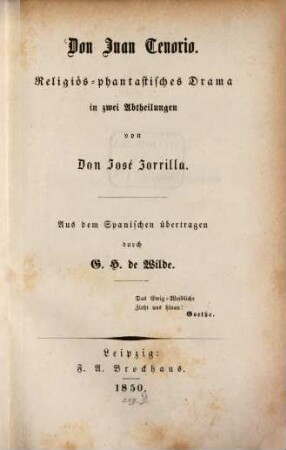 Don Juan Tenorio.
Religiös-phantastisches Drama
in zwei Abtheilungen
von
Don José Zorrilla.
Aus dem Spanischen übertragen
durch
G. H. de Wilde.
Das Ewig-Weibliche
Zieht uns hinan!
Goethe.
Leipzig:
F. A. Brockhaus.
1850.